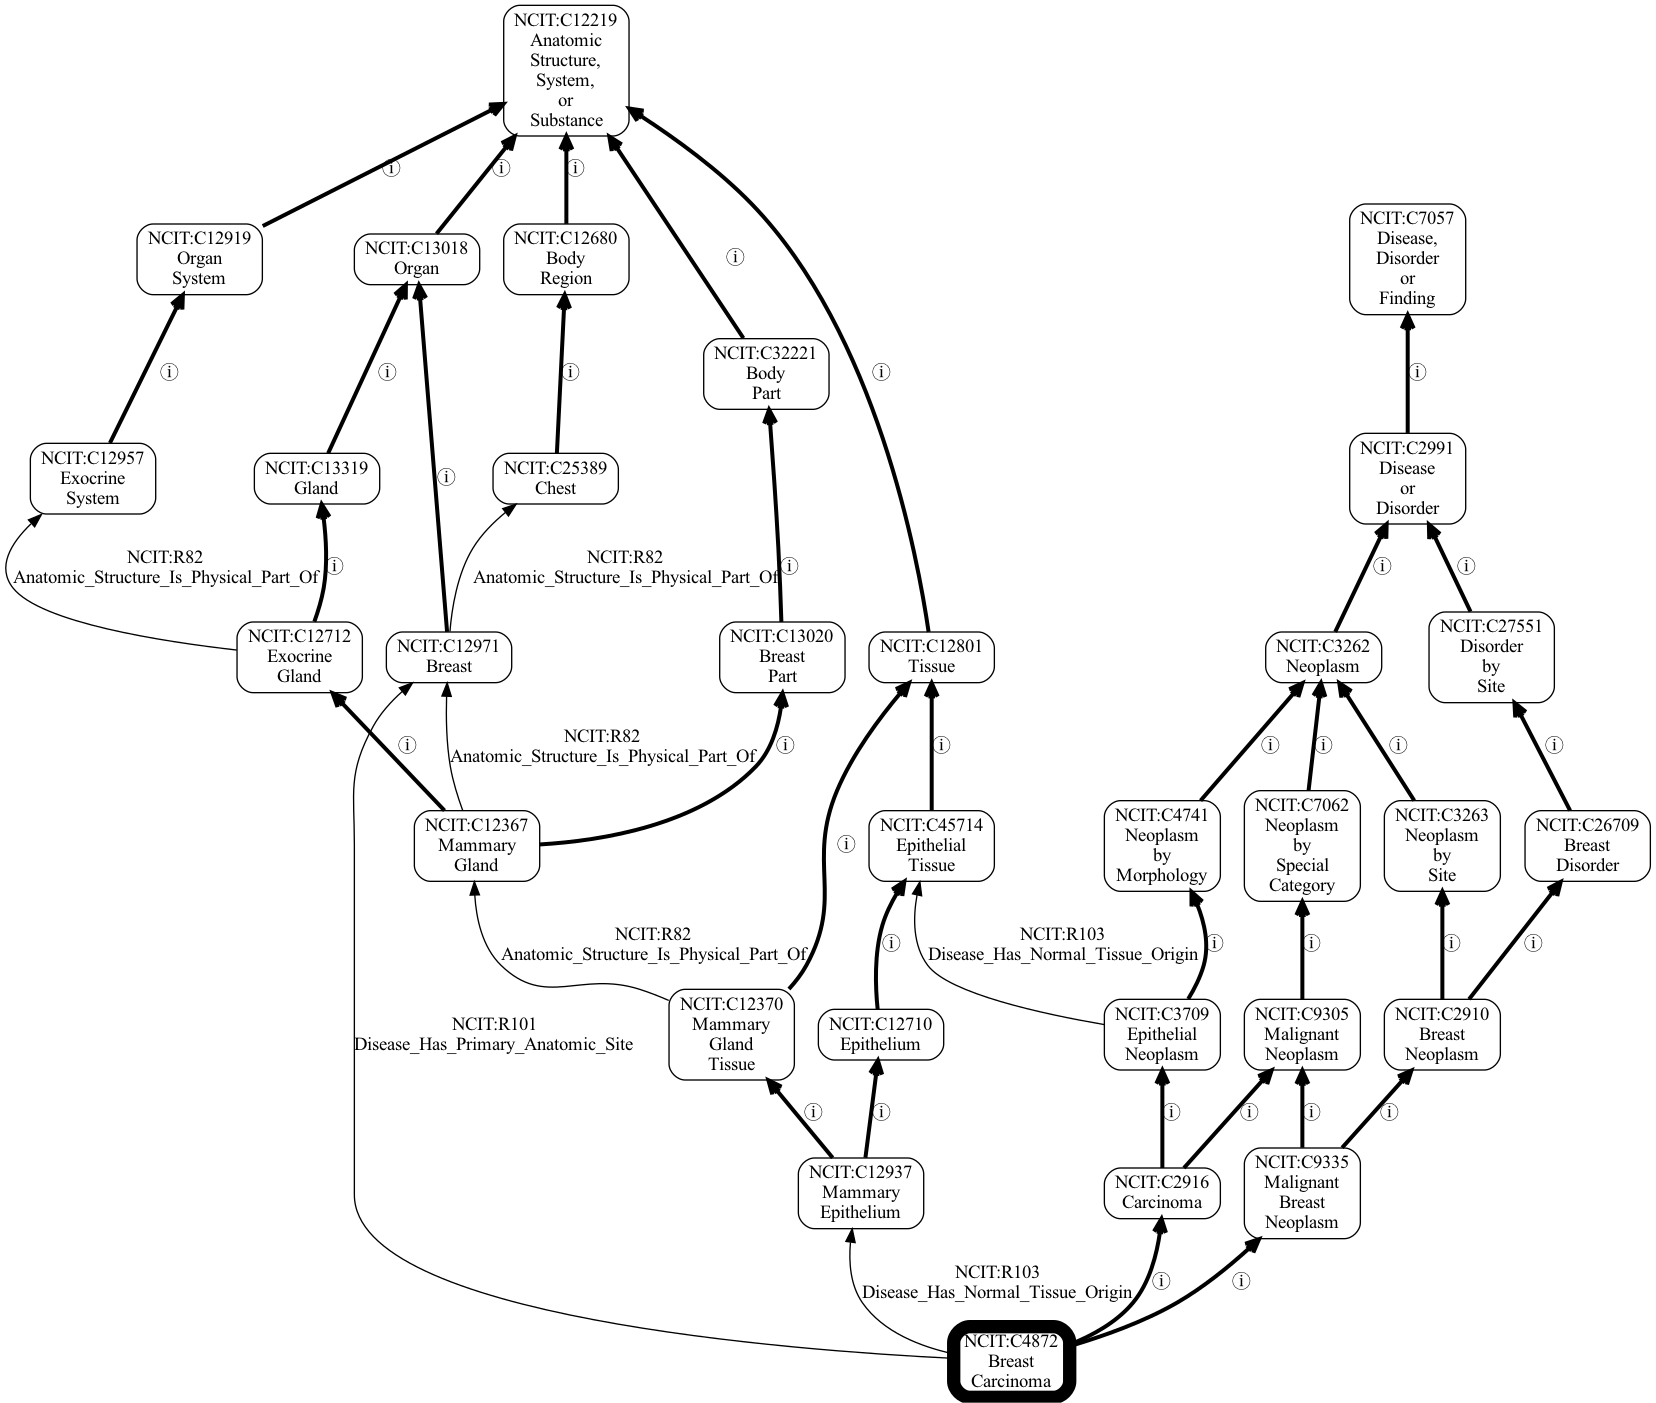 NCIT:C12219
Anatomic
Structure,
System,
or
Substance
ⓘ
ⓘ
ⓘ
NCIT:C12919
Organ
System
NCIT:C13018
Organ
NCIT:C12680
Body
Region
ⓘ
NCIT:C7057
Disease,
Disorder
or
Finding
NCIT:C32221
Body
Part
ⓘ
ⓘ
ⓘ
ⓘ
ⓘ
NCIT:C12957
Exocrine
System
NCIT:C13319
Gland
ⓘ
NCIT:C25389
Chest
NCIT:C2991
Disease
or
Disorder
NCIT:R82
Anatomic_Structure_Is_Physical_Part_Of
ⓘ
NCIT:R82
Anatomic_Structure_Is_Physical_Part_Of
ⓘ
ⓘ
ⓘ
NCIT:C12712
Exocrine
Gland
NCIT:C12971
Breast
NCIT:C13020
Breast
Part
NCIT:C12801
Tissue
NCIT:C3262
Neoplasm
NCIT:C27551
Disorder
by
Site
ⓘ
NCIT:R82
Anatomic_Structure_Is_Physical_Part_Of
ⓘ
ⓘ
ⓘ
ⓘ
ⓘ
ⓘ
NCIT:C12367
Mammary
Gland
ⓘ
NCIT:C45714
Epithelial
Tissue
NCIT:C4741
Neoplasm
by
Morphology
NCIT:C7062
Neoplasm
by
Special
Category
NCIT:C3263
Neoplasm
by
Site
NCIT:C26709
Breast
Disorder
NCIT:R82
Anatomic_Structure_Is_Physical_Part_Of
ⓘ
NCIT:R103
Disease_Has_Normal_Tissue_Origin
ⓘ
ⓘ
ⓘ
ⓘ
NCIT:R101
Disease_Has_Primary_Anatomic_Site
NCIT:C12370
Mammary
Gland
Tissue
NCIT:C12710
Epithelium
NCIT:C3709
Epithelial
Neoplasm
NCIT:C9305
Malignant
Neoplasm
NCIT:C2910
Breast
Neoplasm
ⓘ
ⓘ
ⓘ
ⓘ
ⓘ
ⓘ
NCIT:C12937
Mammary
Epithelium
NCIT:C2916
Carcinoma
NCIT:C9335
Malignant
Breast
Neoplasm
NCIT:R103
Disease_Has_Normal_Tissue_Origin
ⓘ
ⓘ
NCIT:C4872
Breast
Carcinoma